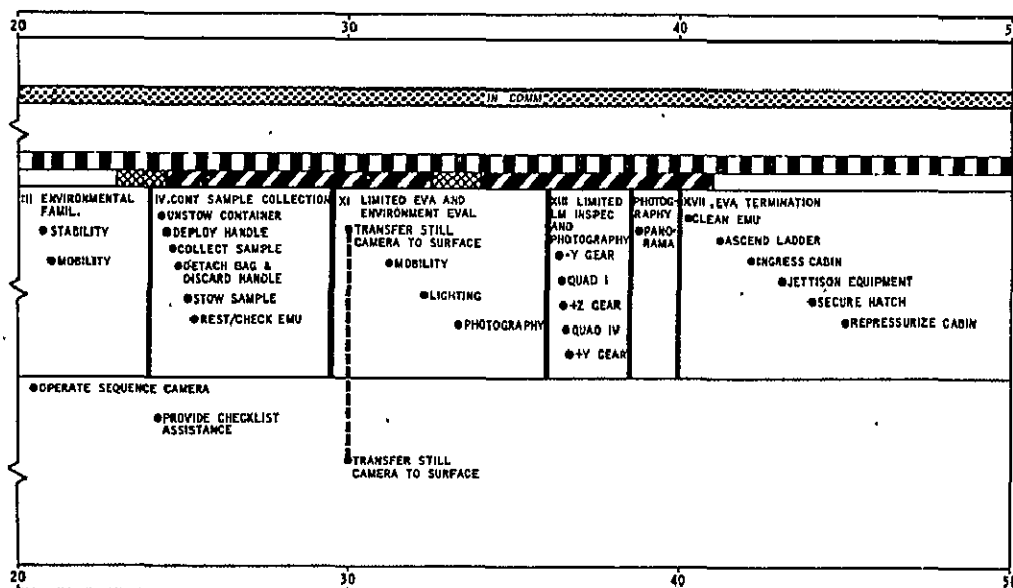 20 30 40 5
IN COMM
III ENVIRONMENTAL
FAMIL.
●STABILITY
●MOBILITY
IV. CONT SAMPLE COLLECTION
●UNSTOW CONTAINER
●DEPLOY HANDLE
●COLLECT SAMPLE
●DETACH BAG &
DISCARD HANDLE
●STOW SAMPLE
●REST/CHECK EMU
XI LIMITED EVA AND
ENVIRONMENT EVAL
●TRANSFER STILL
CAMERA TO SURFACE
●MOBILITY
●LIGHTING
●PHOTOGRAPHY
XIII LIMITED
LM INSPEC
AND
PHOTOGRAPHY
●-Y GEAR
●QUAD I
●+Z GEAR
●QUAD IV
●+Y GEAR
PHOTOG-
RAPHY
●PANO-
RAMA
XVII. EVA TERMINATION
●CLEAN EMU
●ASCEND LADDER
●INGRESS CABIN
●JETTISON EQUIPMENT
●SECURE HATCH
●REPRESSURIZE CABIN
●OPERATE SEQUENCE CAMERA
●PROVIDE CHECKLIST
ASSISTANCE
●TRANSFER STILL
CAMERA TO SURFACE
20 30 40 50